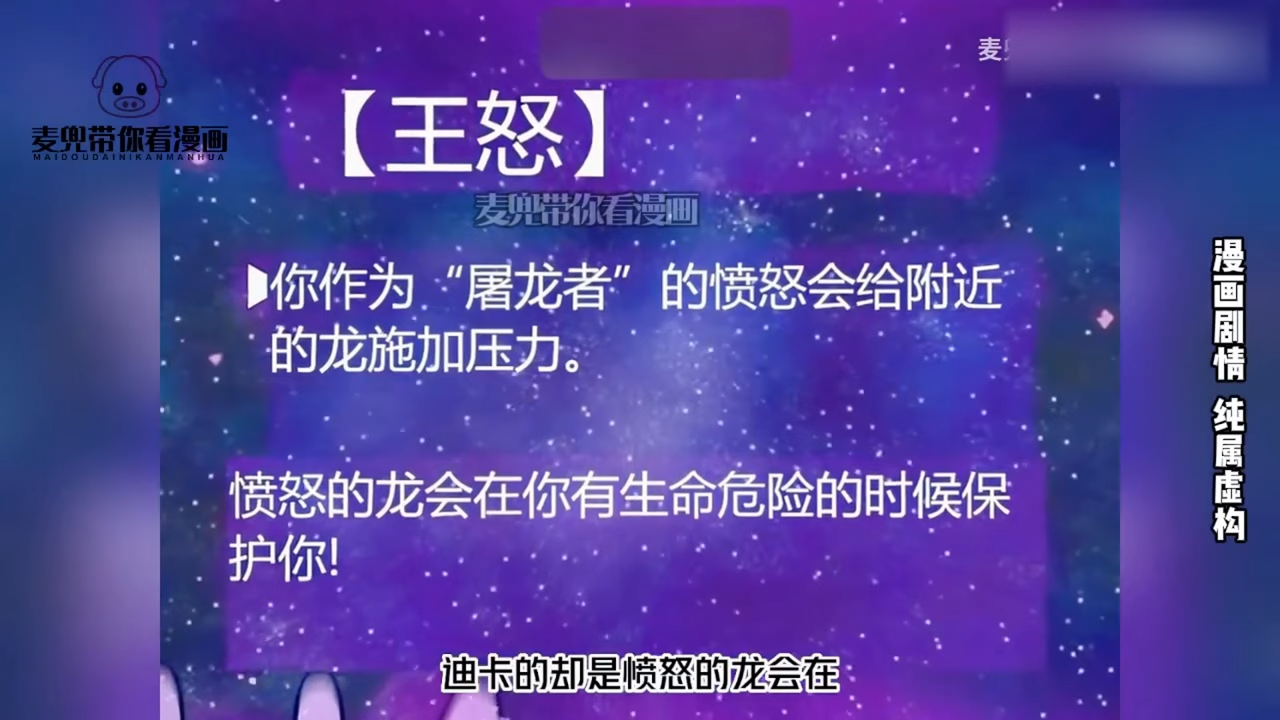 麦
麦兜带你看漫画
MAIDOUDAINIKANMANHUA
【王怒】
麦兜带你看漫画
你作为“屠龙者”的愤怒会给附近
的龙施加压力。
愤怒的龙会在你有生命危险的时候保
护你!
漫画剧情 纯属虚构
迪卡的却是愤怒的龙会在